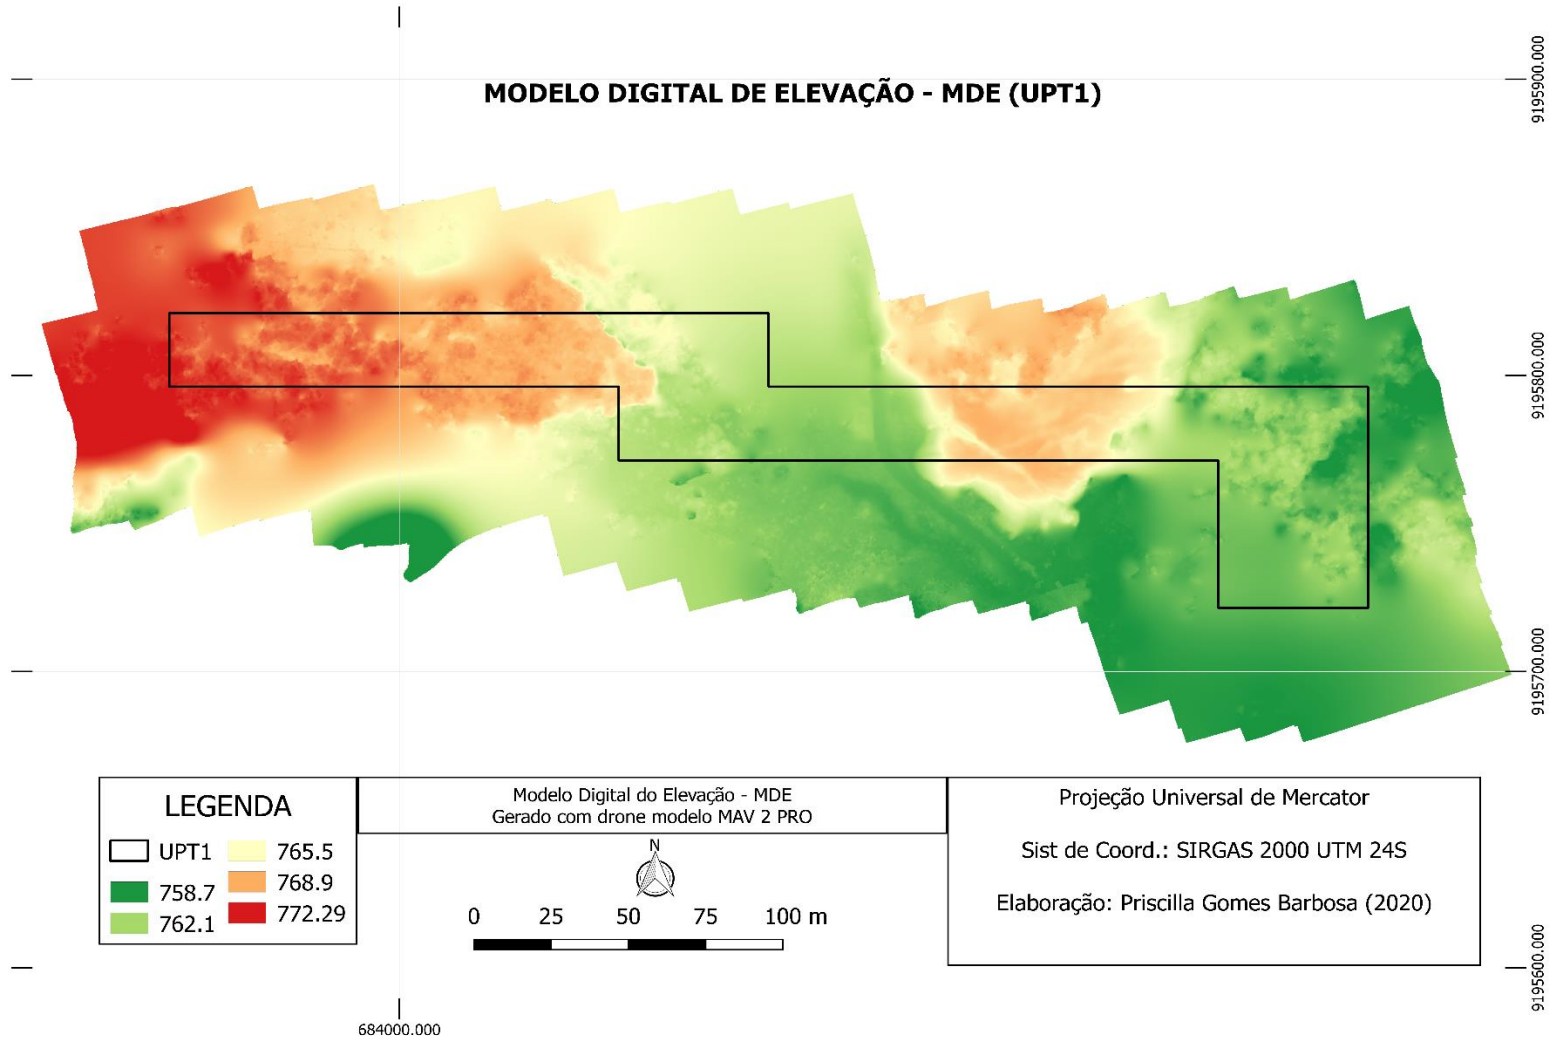 MODELO DIGITAL DE ELEVAÇÃO - MDE (UPT1)
9195900.000
9195800.000
9195700.000
9195600.000
684000.000
LEGENDA
UPT1
758.7
762.1
765.5
768.9
772.29
Modelo Digital do Elevação - MDE
Gerado com drone modelo MAV 2 PRO
N
0 25 50 75 100 m
Projeção Universal de Mercator
Sist de Coord.: SIRGAS 2000 UTM 24S
Elaboração: Priscilla Gomes Barbosa (2020)